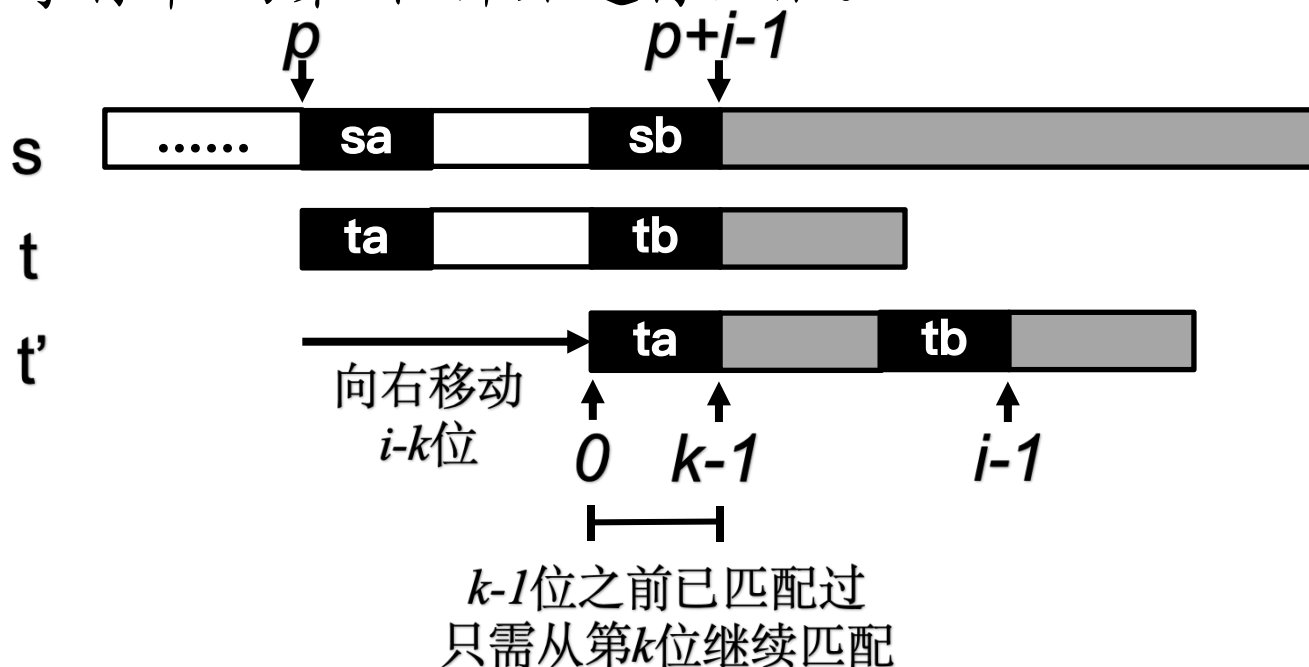 p p+i-1
s ...... sa sb
t ta tb
t’ ta tb
向右移动
i-k位
0 k-1 i-1
k-1位之前已匹配过
只需从第k位继续匹配